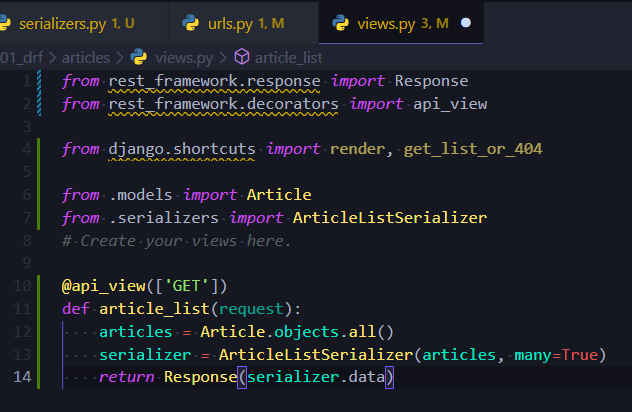 serializers.py 1, U urls.py 1, M views.py 3, M
01_drf > articles > views.py > article_list
1 from rest_framework.response import Response
2 from rest_framework.decorators import api_view
3
4 from django.shortcuts import render, get_list_or_404
5
6 from .models import Article
7 from .serializers import ArticleListSerializer
8 # Create your views here.
9
10 @api_view(['GET'])
11 def article_list(request):
12     articles = Article.objects.all()
13     serializer = ArticleListSerializer(articles, many=True)
14     return Response(serializer.data)